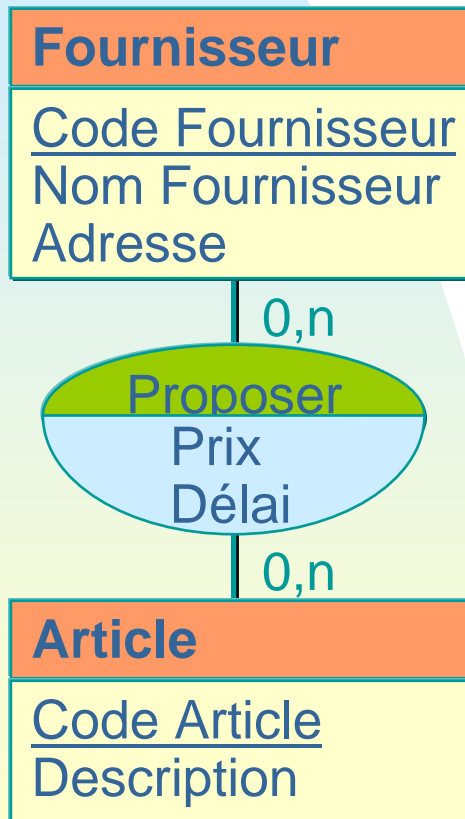 Fournisseur
Code Fournisseur
Nom Fournisseur
Adresse
0,n
Proposer
Prix
Délai
0,n
Article
Code Article
Description